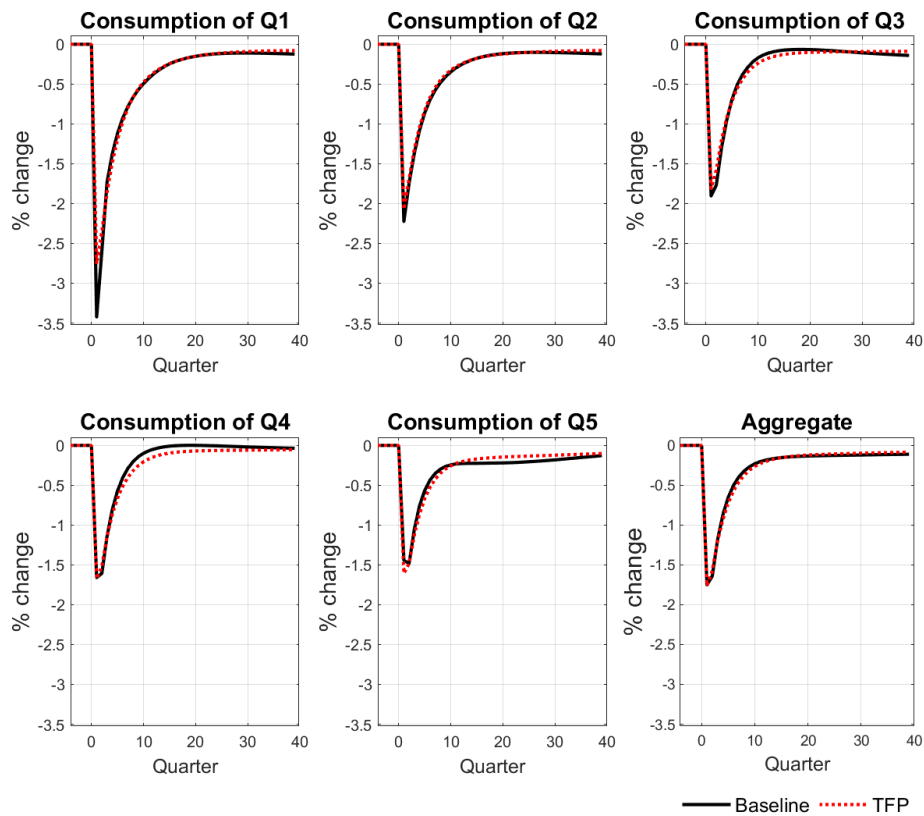 Consumption of Q1
Consumption of Q2
Consumption of Q3
% change
0
-0.5
-1
-1.5
-2
-2.5
-3
-3.5
0 10 20 30 40
Quarter
% change
0
-0.5
-1
-1.5
-2
-2.5
-3
-3.5
0 10 20 30 40
Quarter
% change
0
-0.5
-1
-1.5
-2
-2.5
-3
-3.5
0 10 20 30 40
Quarter
Consumption of Q4
Consumption of Q5
Aggregate
% change
0
-0.5
-1
-1.5
-2
-2.5
-3
-3.5
0 10 20 30 40
Quarter
% change
0
-0.5
-1
-1.5
-2
-2.5
-3
-3.5
0 10 20 30 40
Quarter
% change
0
-0.5
-1
-1.5
-2
-2.5
-3
-3.5
0 10 20 30 40
Quarter
Baseline TFP